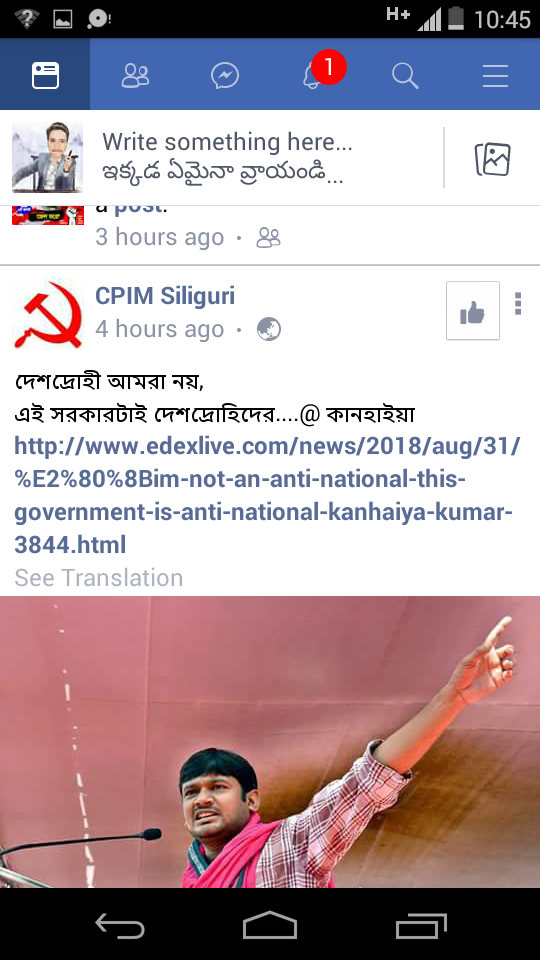 H+ 10:45
1
Write something here...
ఇక్కడ ఏమైనా వ్రాయండి...
a post.
3 hours ago ·
CPIM Siliguri
4 hours ago ·
দেশদ্রোহী আমরা নয়,
এই সরকারটাই দেশদ্রোহিদের....@ কানহাইয়া
http://www.edexlive.com/news/2018/aug/31/
%E2%80%8Bim-not-an-anti-national-this-
government-is-anti-national-kanhaiya-kumar-
3844.html
See Translation